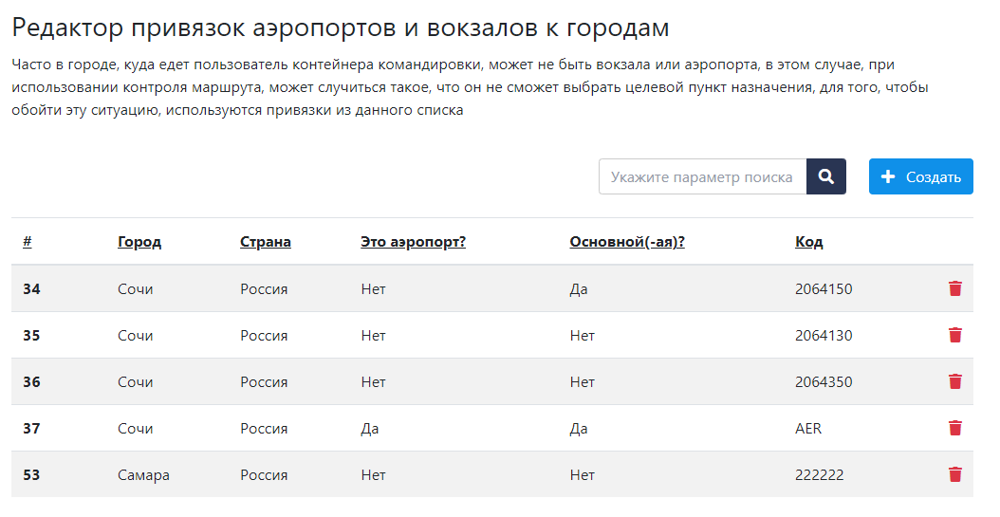 Редактор привязок аэропортов и вокзалов к городам
Часто в городе, куда едет пользователь контейнера командировки, может не быть вокзала или аэропорта, в этом случае, при
использовании контроля маршрута, может случиться такое, что он не сможет выбрать целевой пункт назначения, для того, чтобы
обойти эту ситуацию, используются привязки из данного списка
Укажите параметр поиска
Создать
# Город Страна Это аэропорт? Основной(-ая)? Код
34 Сочи Россия Нет Да 2064150
35 Сочи Россия Нет Нет 2064130
36 Сочи Россия Нет Нет 2064350
37 Сочи Россия Да Да AER
53 Самара Россия Нет Нет 222222